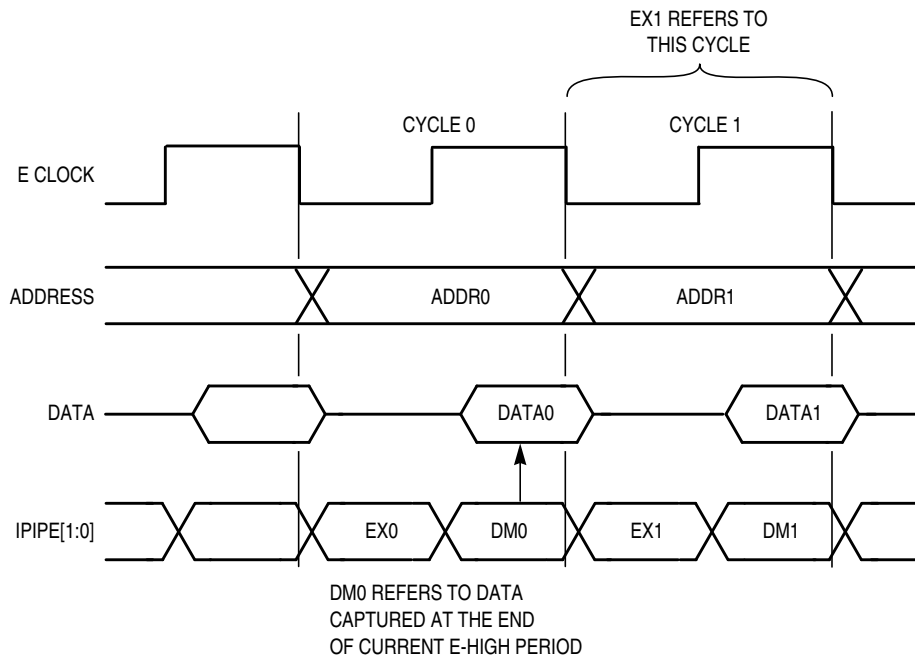 EX1 REFERS TO
THIS CYCLE
CYCLE 0
CYCLE 1
E CLOCK
ADDRESS
ADDR0
ADDR1
DATA
DATA0
DATA1
IPIPE[1:0]
EX0
DM0
EX1
DM1
DM0 REFERS TO DATA
CAPTURED AT THE END
OF CURRENT E-HIGH PERIOD